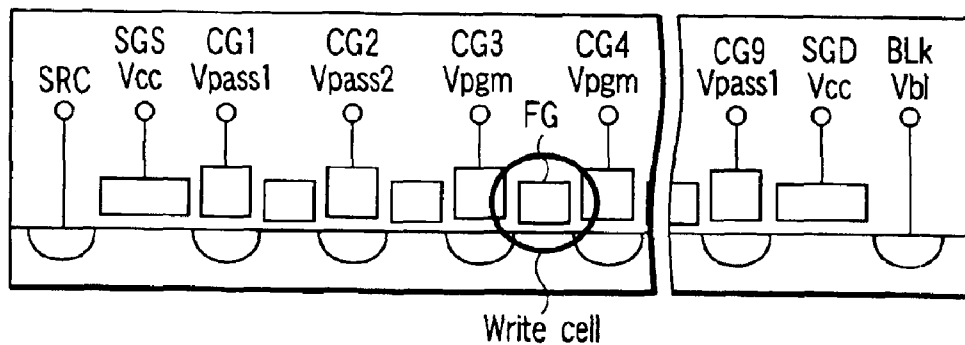 SRC
SGS
Vcc
CG1
Vpass1
CG2
Vpass2
CG3
Vpgm
FG
CG4
Vpgm
CG9
Vpass1
SGD
Vcc
BLk
Vbl
Write cell